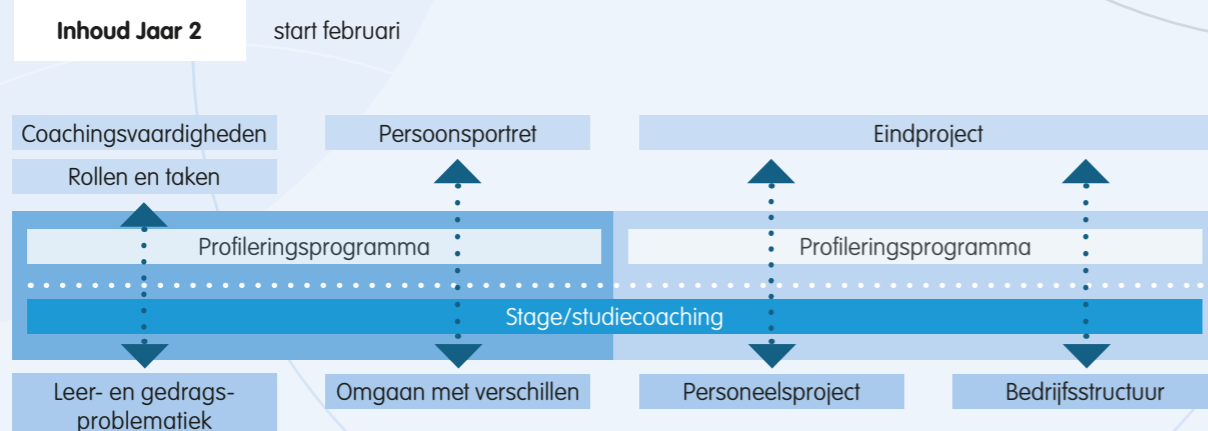 Inhoud Jaar 2
start februari
Coachingsvaardigheden
Persoonsportret
Eindproject
Rollen en taken
Profileringsprogramma
Profileringsprogramma
Stage/studiecoaching
Leer- en gedrags-
problematiek
Omgaan met verschillen
Personeelsproject
Bedrijfsstructuur